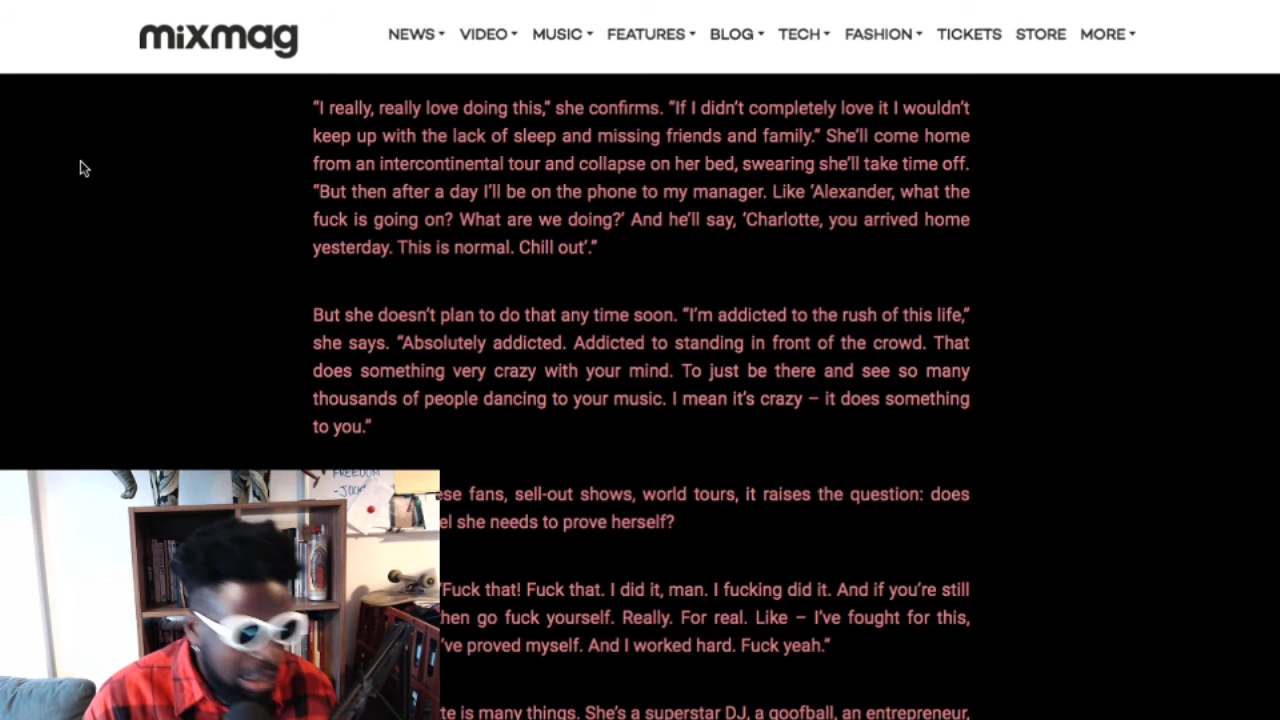 mixmag
NEWS VIDEO MUSIC FEATURES BLOG TECH FASHION TICKETS STORE MORE
“I really, really love doing this,” she confirms. “If I didn’t completely love it I wouldn’t
keep up with the lack of sleep and missing friends and family.” She’ll come home
from an intercontinental tour and collapse on her bed, swearing she’ll take time off.
“But then after a day I’ll be on the phone to my manager. Like ‘Alexander, what the
fuck is going on? What are we doing?’ And he’ll say, ‘Charlotte, you arrived home
yesterday. This is normal. Chill out’.”
But she doesn’t plan to do that any time soon. “I’m addicted to the rush of this life,”
she says. “Absolutely addicted. Addicted to standing in front of the crowd. That
does something very crazy with your mind. To just be there and see so many
thousands of people dancing to your music. I mean it’s crazy – it does something
to you.”
FREEDOM
ese fans, sell-out shows, world tours, it raises the question: does
el she needs to prove herself?
‘Fuck that! Fuck that. I did it, man. I fucking did it. And if you’re still
hen go fuck yourself. Really. For real. Like – I’ve fought for this,
’ve proved myself. And I worked hard. Fuck yeah.”
te is many things. She’s a superstar DJ, a goofball, an entrepreneur,